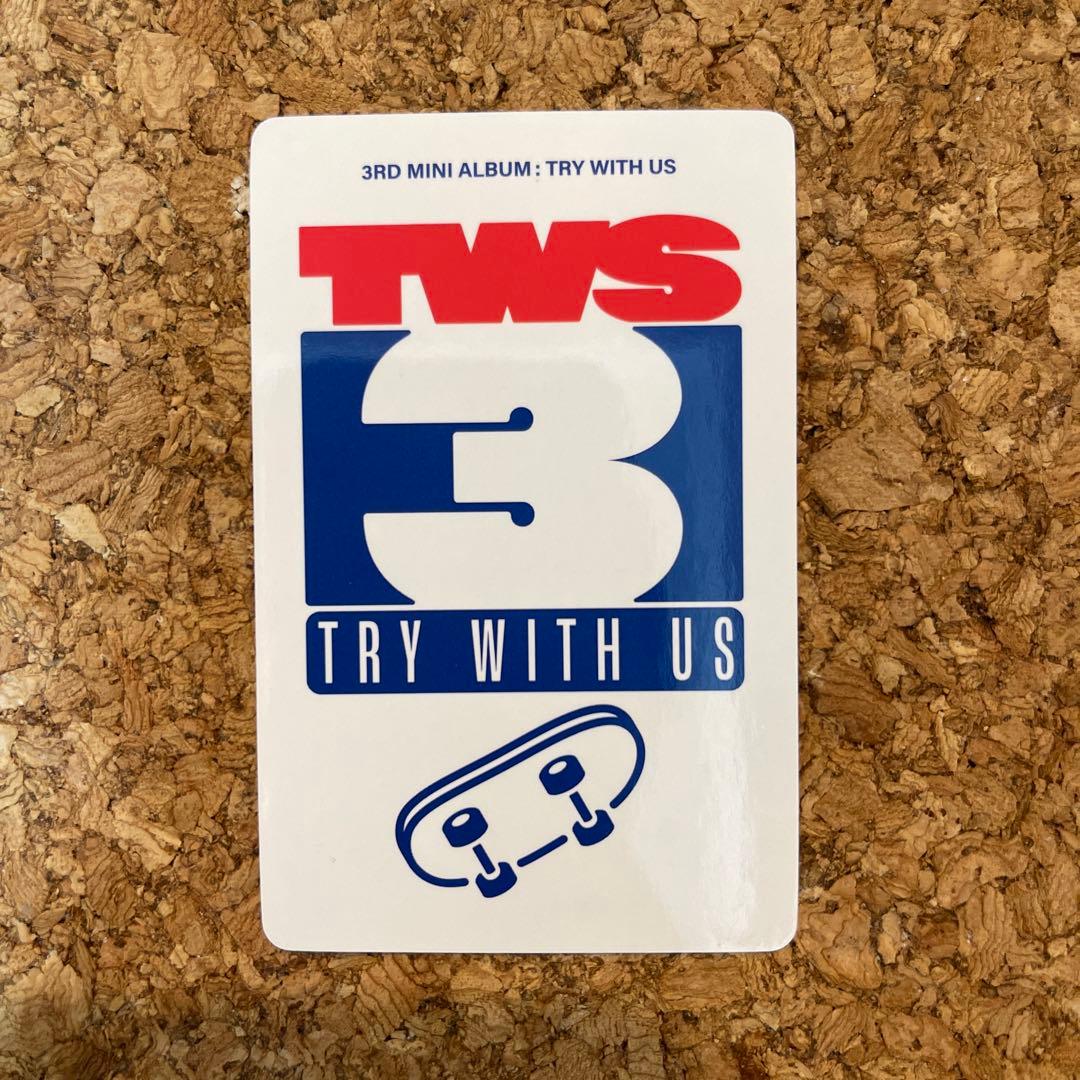 3RD MINI ALBUM : TRY WITH US
TWS
3
TRY WITH US